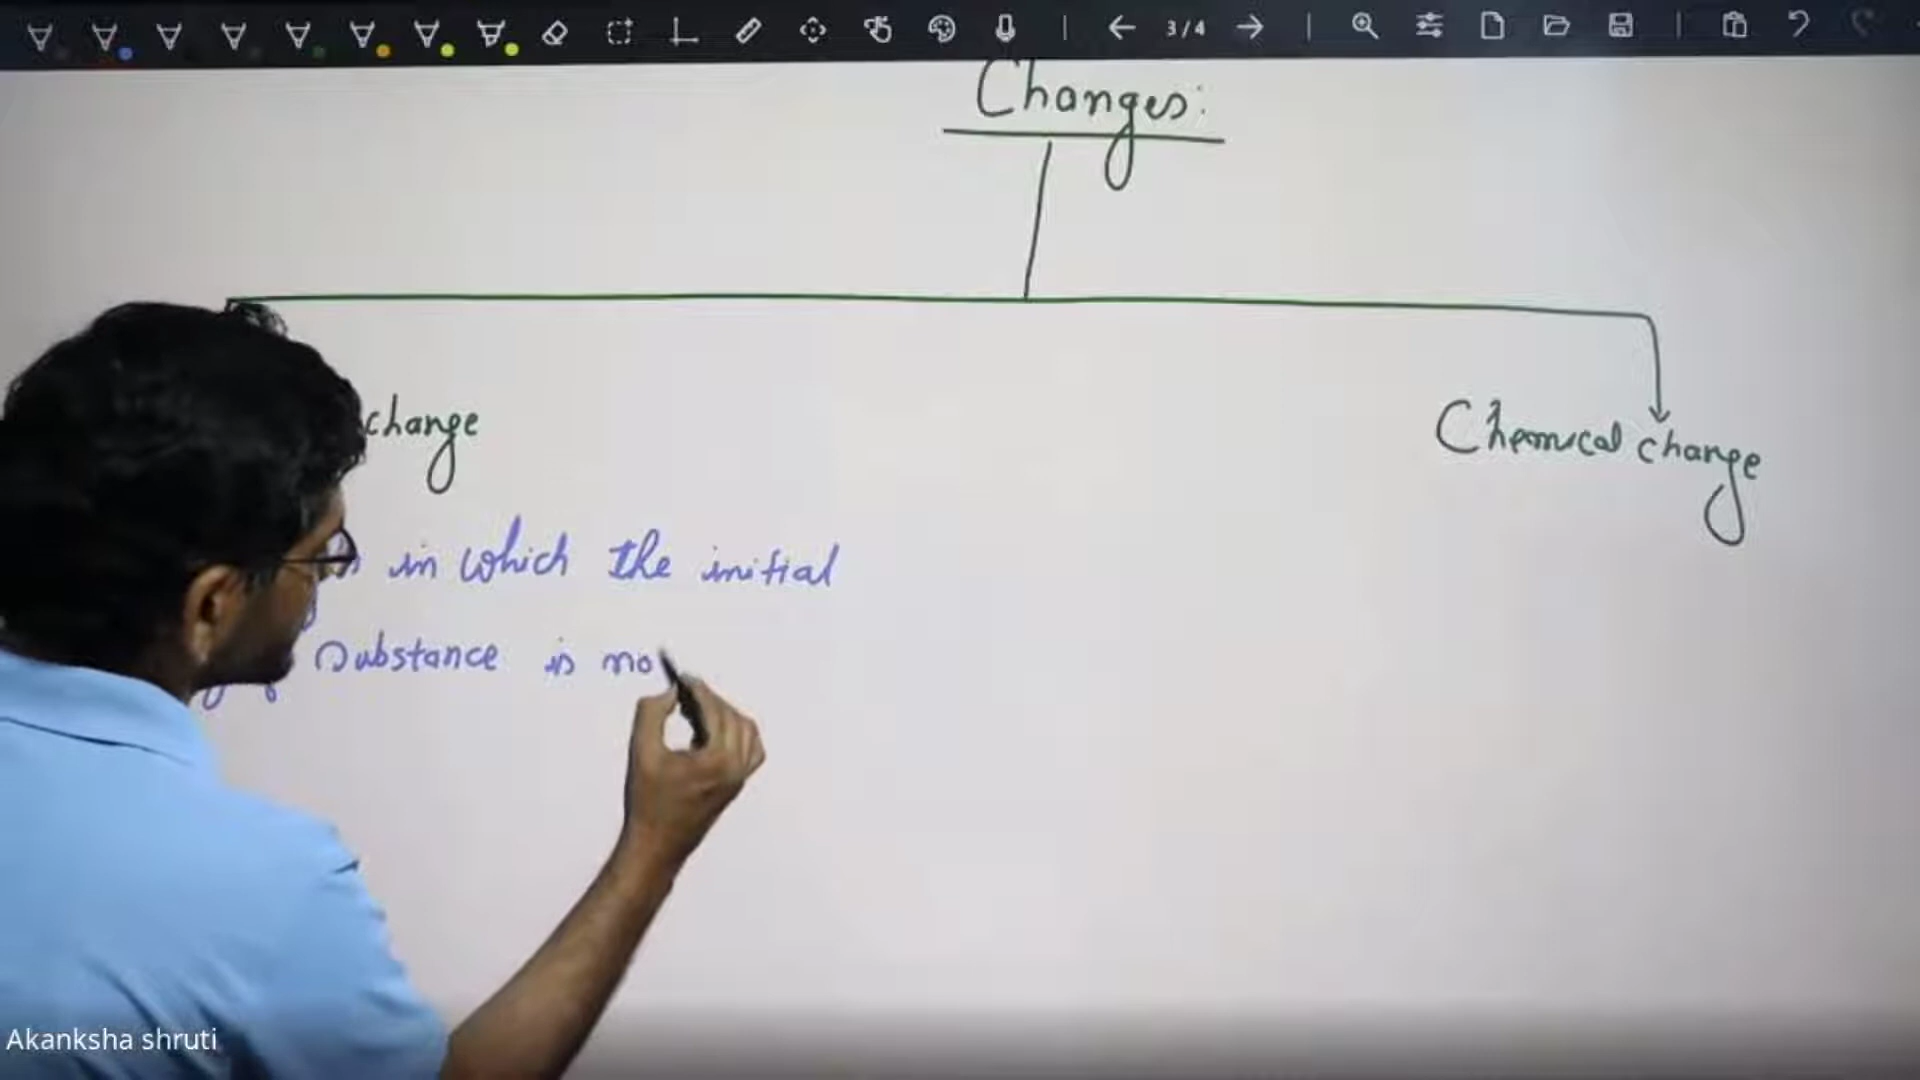 3/4
Changes:
change
Chemical change
in which the initial
Substance is no
Akanksha shruti